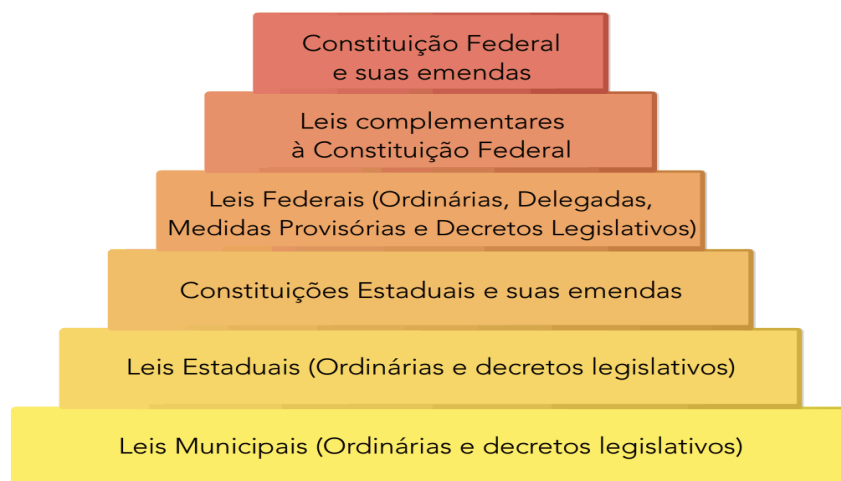 Constituição Federal
e suas emendas
Leis complementares
à Constituição Federal
Leis Federais (Ordinárias, Delegadas,
Medidas Provisórias e Decretos Legislativos)
Constituições Estaduais e suas emendas
Leis Estaduais (Ordinárias e decretos legislativos)
Leis Municipais (Ordinárias e decretos legislativos)